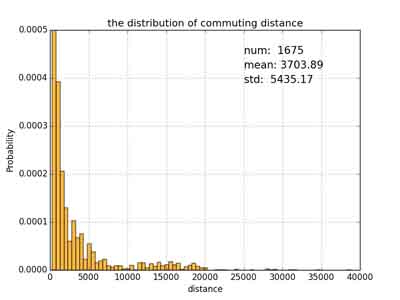 the distribution of commuting distance
num: 1675
mean: 3703.89
std: 5435.17
0.0005
0.0004
0.0003
0.0002
0.0001
0.0000
Probability
0 5000 10000 15000 20000 25000 30000 35000 40000
distance